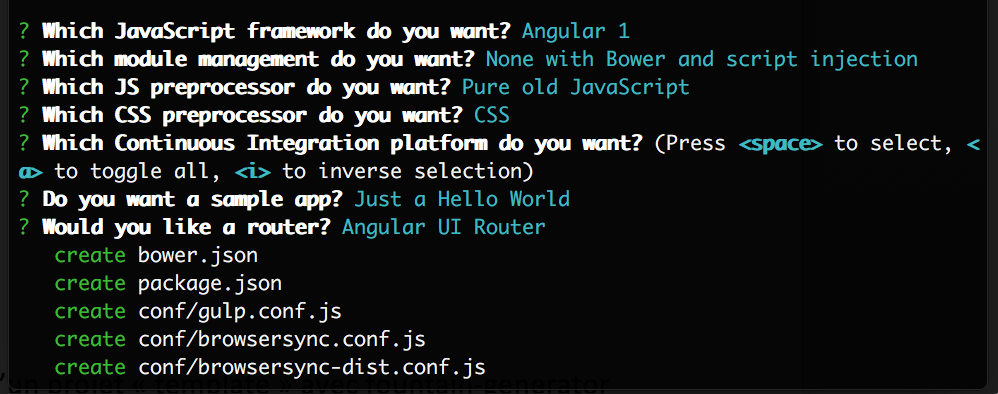 ? Which JavaScript framework do you want? Angular 1
? Which module management do you want? None with Bower and script injection
? Which JS preprocessor do you want? Pure old JavaScript
? Which CSS preprocessor do you want? CSS
? Which Continuous Integration platform do you want? (Press <space> to select, <
a> to toggle all, <i> to inverse selection)
? Do you want a sample app? Just a Hello World
? Would you like a router? Angular UI Router
create bower.json
create package.json
create conf/gulp.conf.js
create conf/browsersync.conf.js
create conf/browsersync-dist.conf.js
'un projet « template » avec fountain-generator